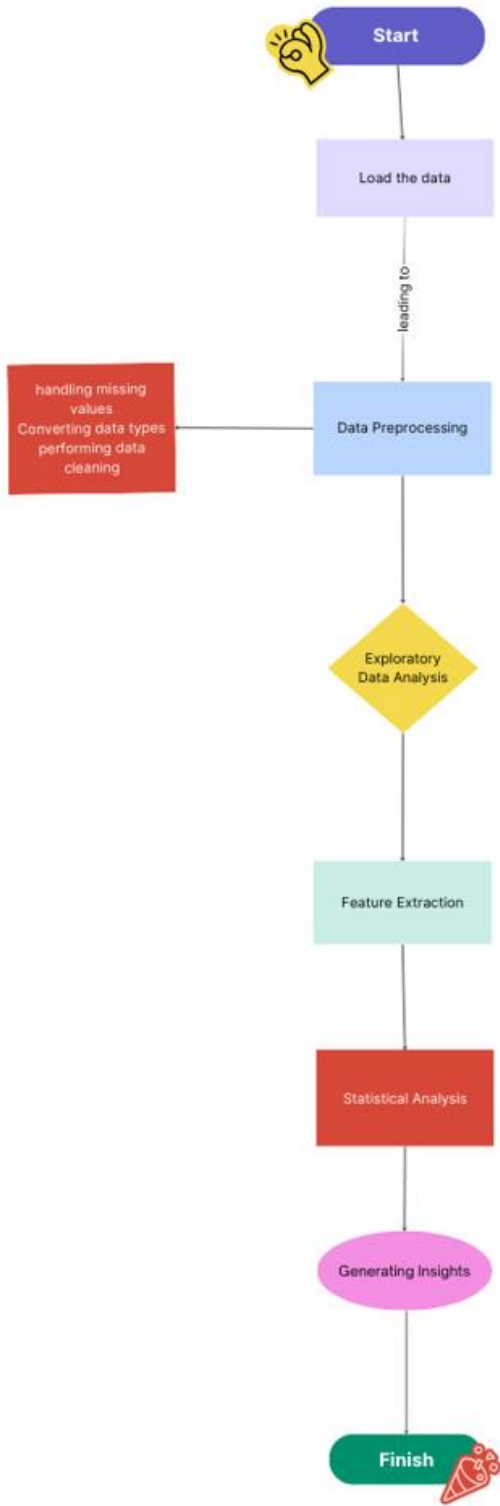 Start
Load the data
leading to
handling missing
values
Converting data types
performing data
cleaning
Data Preprocessing
Exploratory
Data Analysis
Feature Extraction
Statistical Analysis
Generating Insights
Finish